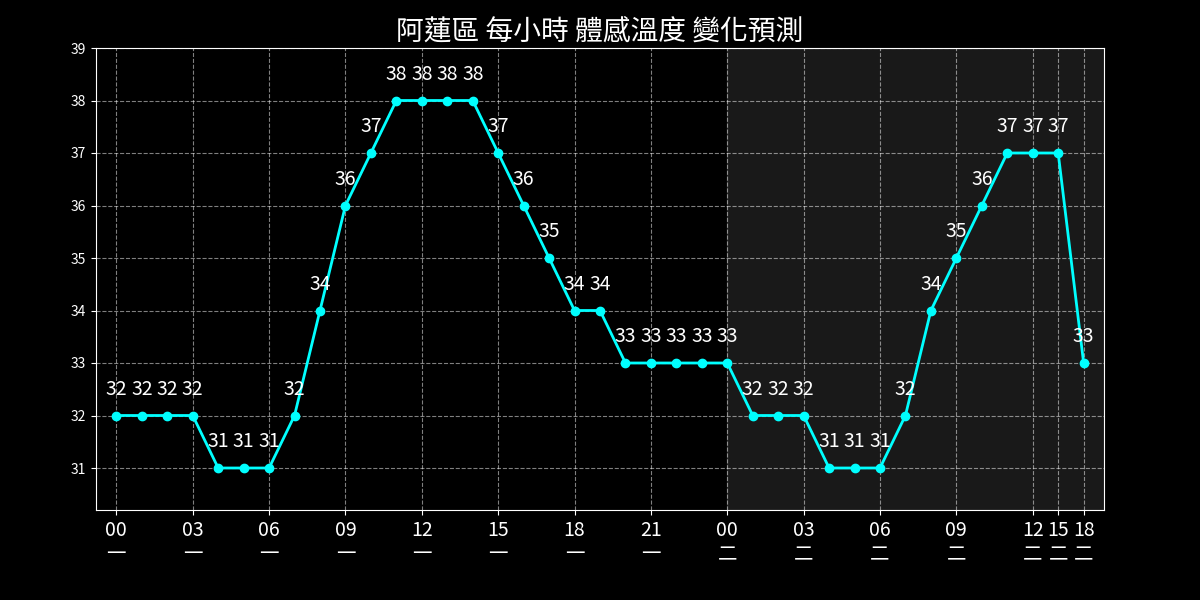 阿蓮區 每小時 體感溫度 變化預測
39
38 38 38 38
38
37 37 37 37 37
37
36 36 36
36
35 35
35
34 34 34 34
34
33 33 33 33 33 33
33
32 32 32 32 32 32 32 32 32
32
31 31 31 31 31 31
31
00 03 06 09 12 15 18 21 00 03 06 09 12 15 18
一 一 一 一 一 一 一 一 二 二 二 二 二 二 二